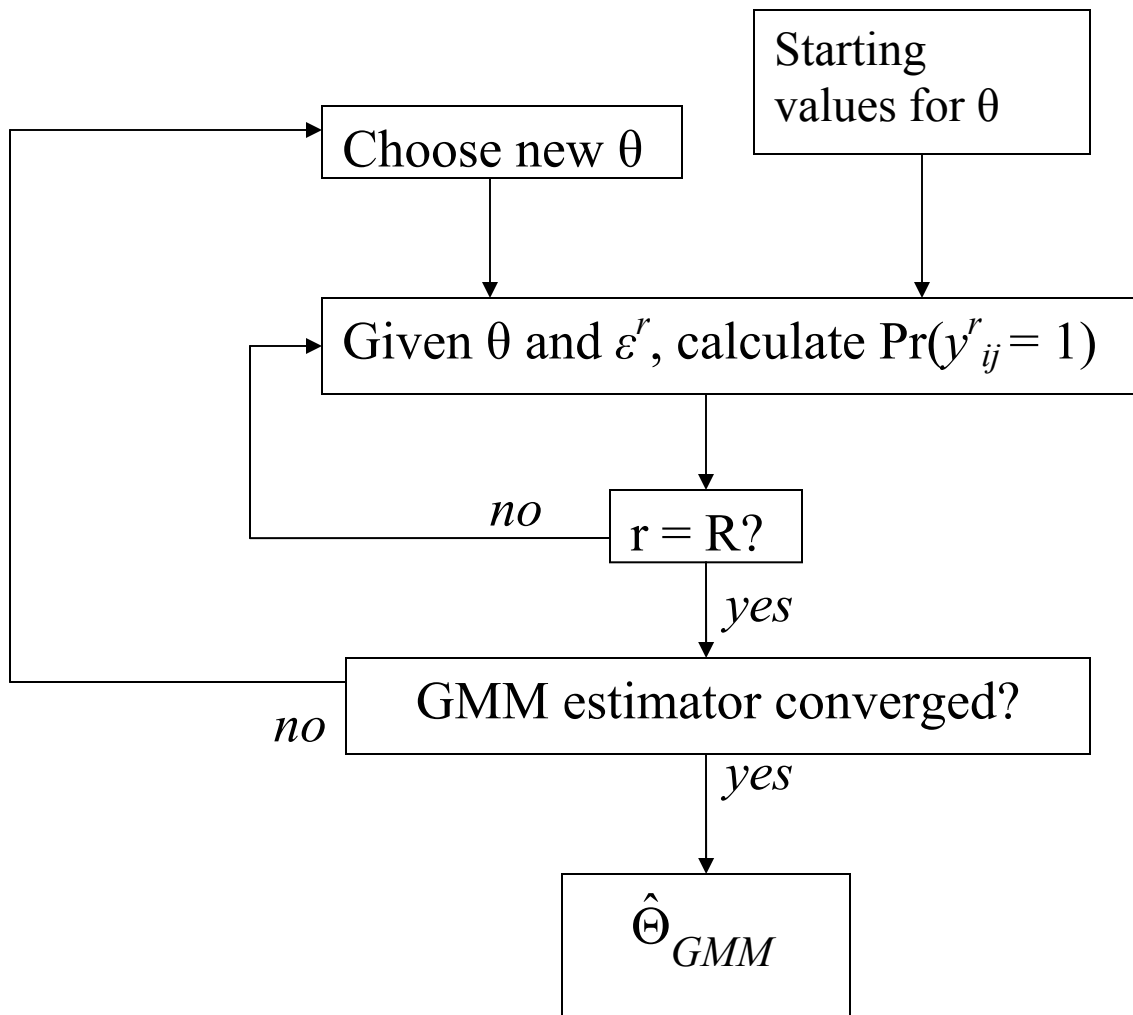 Starting
values for θ
Choose new θ
Given θ and εʳ, calculate Pr(yʳᵢⱼ = 1)
no
r = R?
yes
GMM estimator converged?
no
yes
Θ̂_GMM